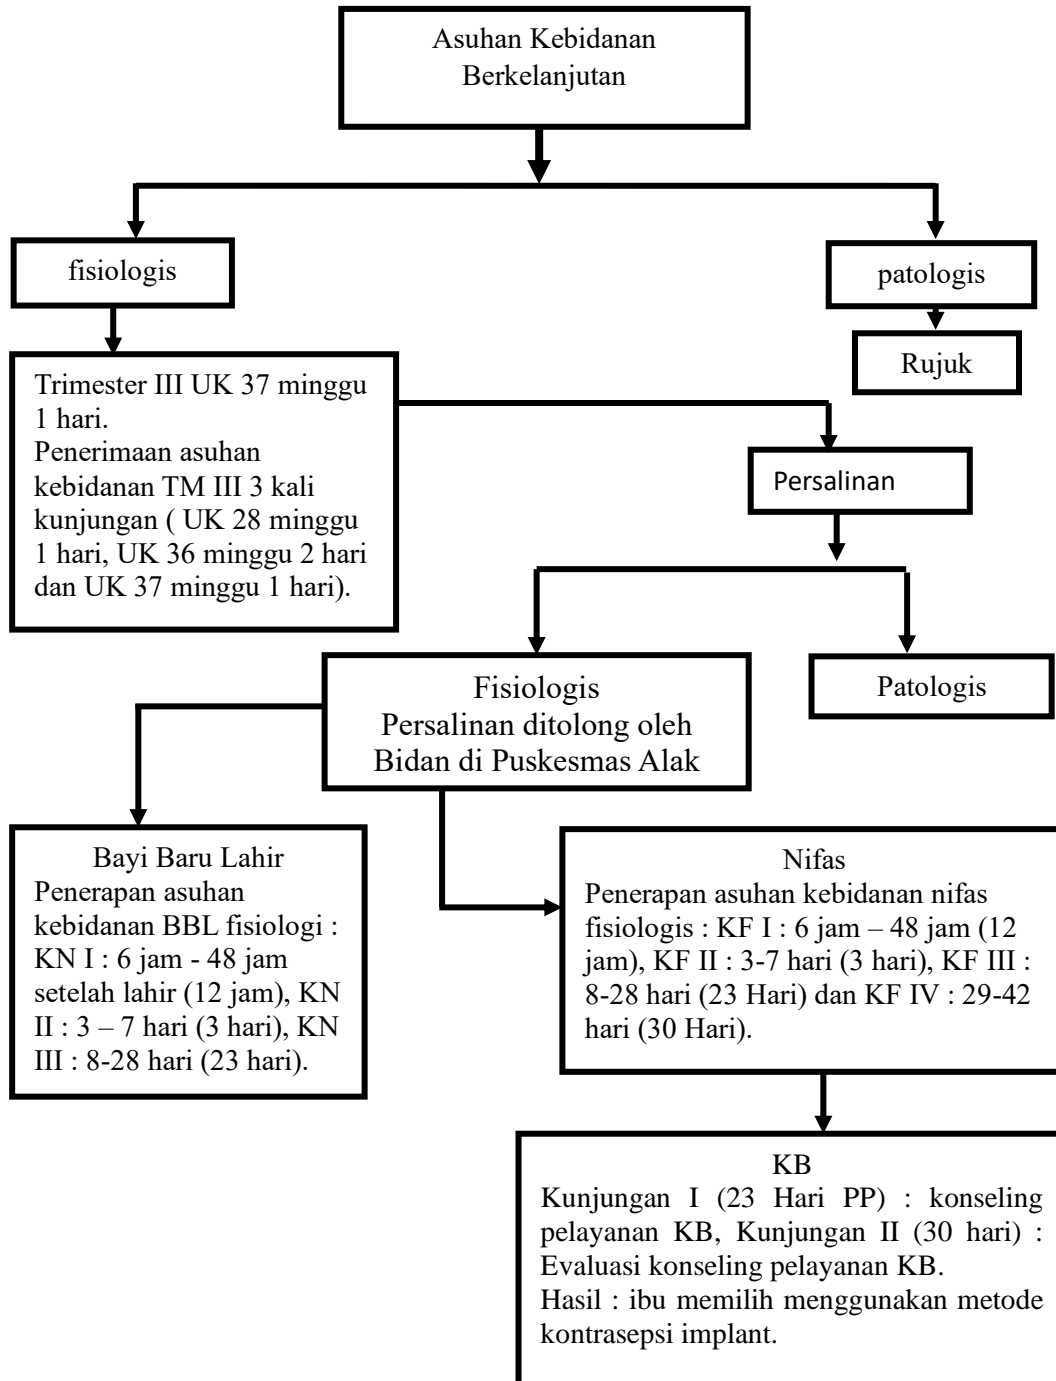 Asuhan Kebidanan
Berkelanjutan
fisiologis
patologis
Rujuk
Trimester III UK 37 minggu
1 hari.
Penerimaan asuhan
kebidanan TM III 3 kali
kunjungan ( UK 28 minggu
1 hari, UK 36 minggu 2 hari
dan UK 37 minggu 1 hari).
Persalinan
Fisiologis
Persalinan ditolong oleh
Bidan di Puskesmas Alak
Patologis
Bayi Baru Lahir
Penerapan asuhan
kebidanan BBL fisiologi :
KN I : 6 jam - 48 jam
setelah lahir (12 jam), KN
II : 3 – 7 hari (3 hari), KN
III : 8-28 hari (23 hari).
Nifas
Penerapan asuhan kebidanan nifas
fisiologis : KF I : 6 jam – 48 jam (12
jam), KF II : 3-7 hari (3 hari), KF III :
8-28 hari (23 Hari) dan KF IV : 29-42
hari (30 Hari).
KB
Kunjungan I (23 Hari PP) : konseling
pelayanan KB, Kunjungan II (30 hari) :
Evaluasi konseling pelayanan KB.
Hasil : ibu memilih menggunakan metode
kontrasepsi implant.